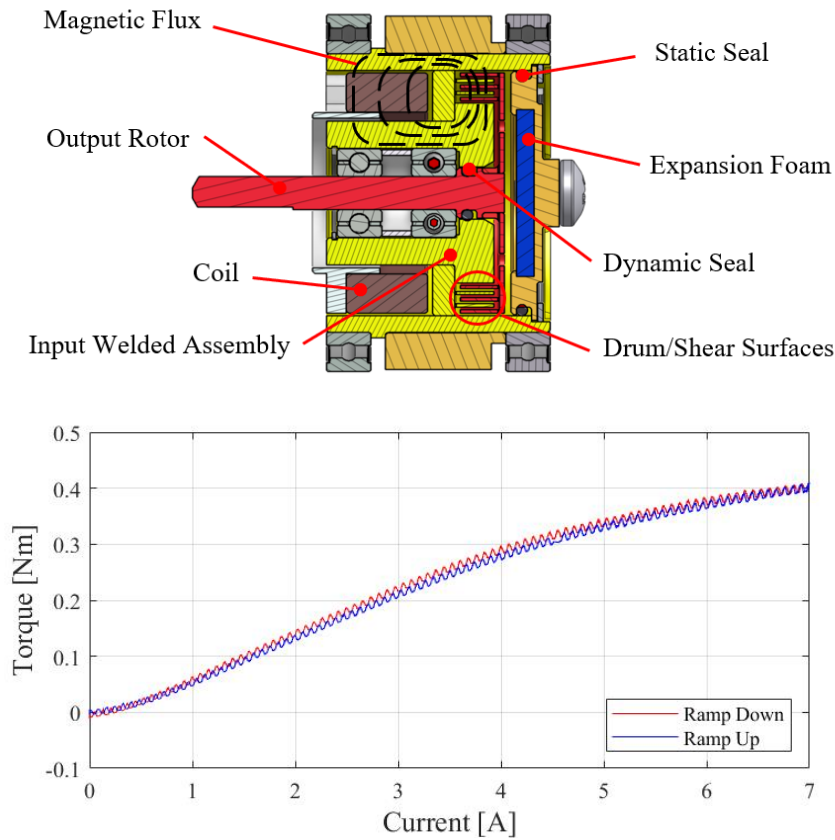 Magnetic Flux
Static Seal
Output Rotor
Expansion Foam
Coil
Dynamic Seal
Input Welded Assembly
Drum/Shear Surfaces
0.5
0.4
0.3
0.2
0.1
0
-0.1
Torque [Nm]
Ramp Down
Ramp Up
0 1 2 3 4 5 6 7
Current [A]